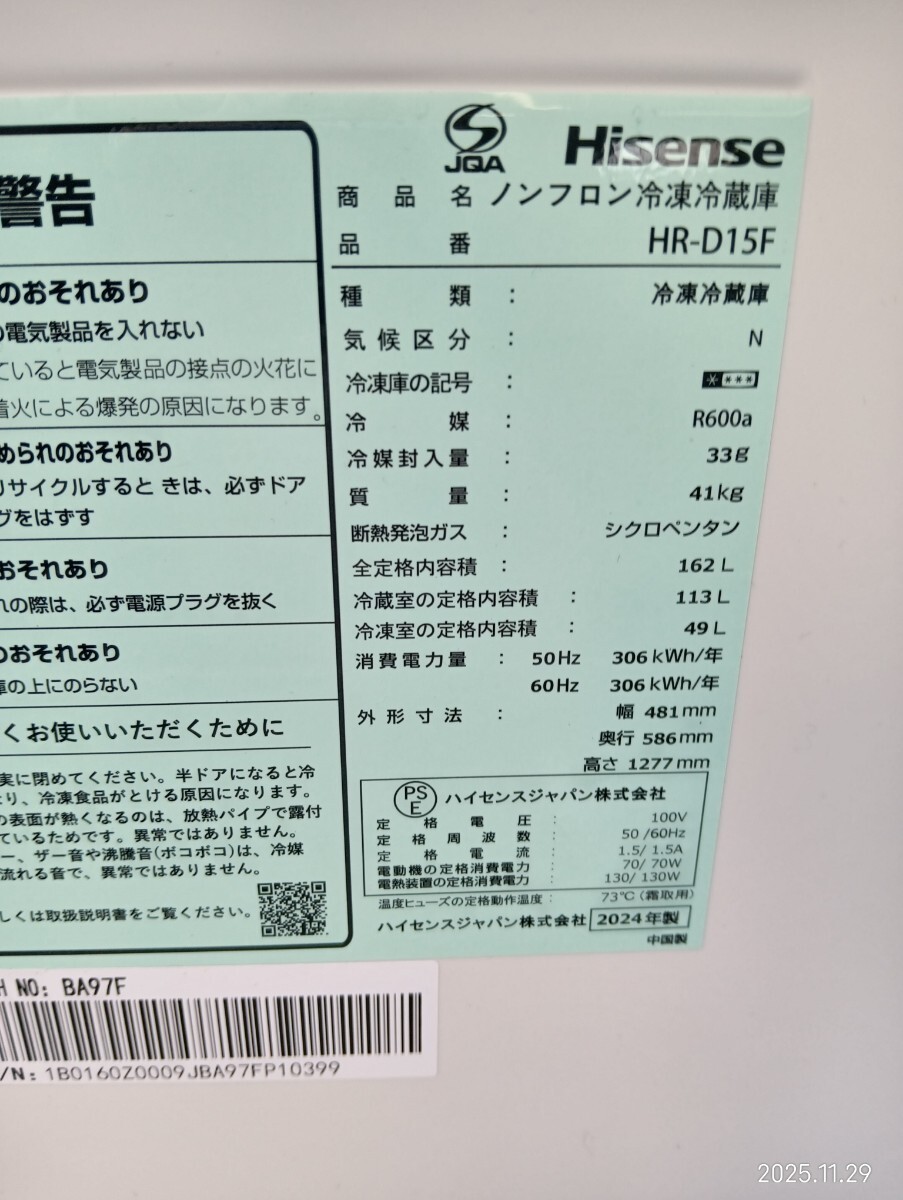 警告
のおそれあり
の電気製品を入れない
ていると電気製品の接点の火花に
着火による爆発の原因になります。
められのおそれあり
リサイクルするときは、必ずドア
グをはずす
おそれあり
れの際は、必ず電源プラグを抜く
のおそれあり
庫の上にのらない
くお使いいただくために
実に閉めてください。半ドアになると冷
り、冷凍食品がとける原因になります。
の表面が熱くなるのは、放熱パイプで露付
ているためです。異常ではありません。
ー、ザー音や沸騰音(ボコボコ)は、冷媒
流れる音で、異常ではありません。
しくは取扱説明書をご覧ください。
JQA
Hisense
商品名 ノンフロン冷凍冷蔵庫
品番 HR-D15F
種類 : 冷凍冷蔵庫
気候区分 : N
冷凍庫の記号 : ****
冷媒 : R600a
冷媒封入量 : 33g
質量 : 41kg
断熱発泡ガス : シクロペンタン
全定格内容積 : 162L
冷蔵室の定格内容積 : 113L
冷凍室の定格内容積 : 49L
消費電力量 : 50Hz 306kWh/年
60Hz 306kWh/年
外形寸法 : 幅 481mm
奥行 586mm
高さ 1277mm
PSE ハイセンスジャパン株式会社
定格電圧 : 100V
定格周波数 : 50/60Hz
定格電流 : 1.5/1.5A
電動機の定格消費電力 : 70/70W
電熱装置の定格消費電力 : 130/130W
温度ヒューズの定格動作温度 : 73℃(霜取用)
ハイセンスジャパン株式会社 2024年製
中国製
H NO: BA97F
/N: 1B0160Z0009JBA97FP10399
2025.11.29